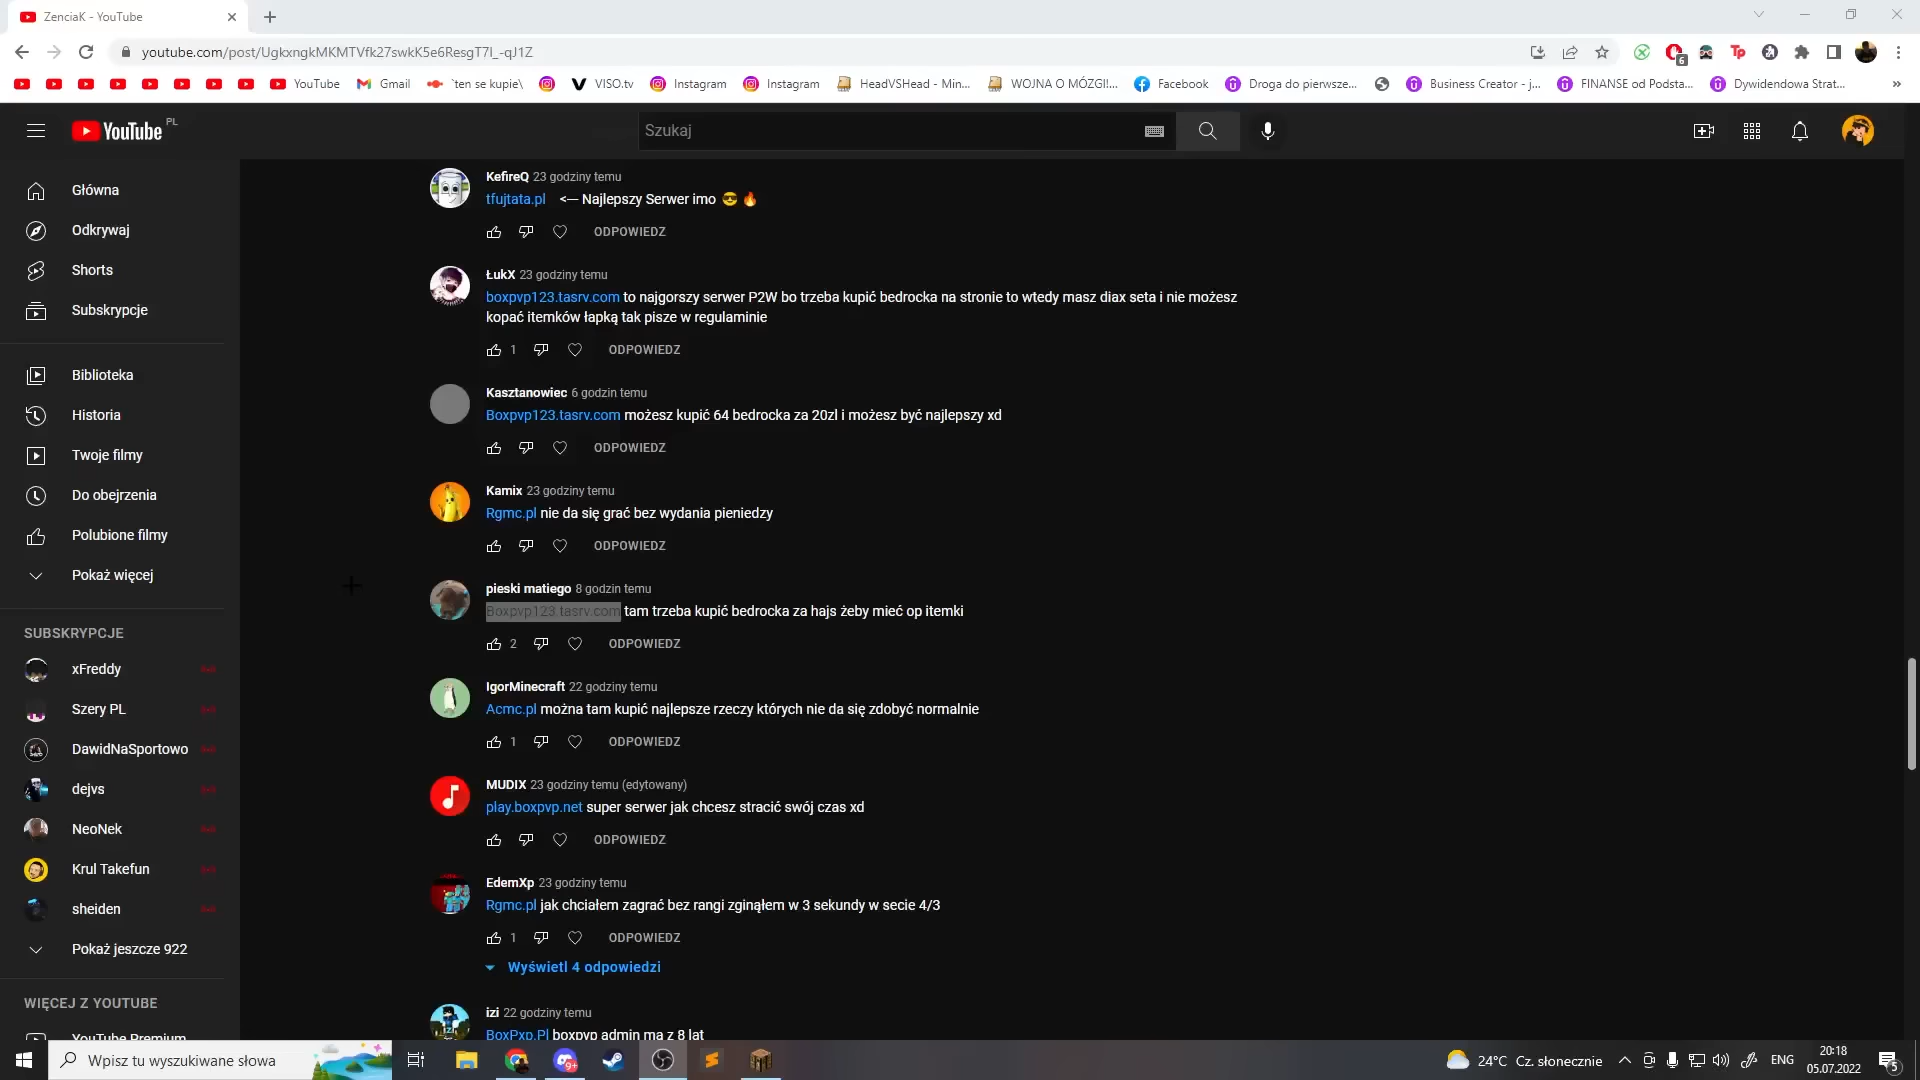 ZenciaK - YouTube
youtube.com/post/UgkxngkMKMTVfk27swkK5e6ResgT7l_-qJ1Z
6
YouTube
Gmail
`ten se kupie\
VISO.tv
Instagram
Instagram
HeadVSHead - Min...
WOJNA O MÓZG!!...
Facebook
Droga do pierwsze...
Business Creator - j...
FINANSE od Podsta...
Dywidendowa Strat...
»
YouTube PL
Szukaj
Główna
Odkrywaj
Shorts
Subskrypcje
Biblioteka
Historia
Twoje filmy
Do obejrzenia
Polubione filmy
Pokaż więcej
SUBSKRYPCJE
xFreddy
Szery PL
DawidNaSportowo
dejvs
NeoNek
Krul Takefun
sheiden
Pokaż jeszcze 922
WIĘCEJ Z YOUTUBE
YouTube Premium
KefireQ 23 godziny temu
tfujtata.pl <--- Najlepszy Serwer imo 😎 🔥
ODPOWIEDZ
ŁukX 23 godziny temu
boxpvp123.tasrv.com to najgorszy serwer P2W bo trzeba kupić bedrocka na stronie to wtedy masz diax seta i nie możesz
kopać itemków łapką tak pisze w regulaminie
1 ODPOWIEDZ
Kasztanowiec 6 godzin temu
Boxpvp123.tasrv.com możesz kupić 64 bedrocka za 20zl i możesz być najlepszy xd
ODPOWIEDZ
Kamix 23 godziny temu
Rgmc.pl nie da się grać bez wydania pieniedzy
ODPOWIEDZ
pieski matiego 8 godzin temu
Boxpvp123.tasrv.com tam trzeba kupić bedrocka za hajs żeby mieć op itemki
2 ODPOWIEDZ
IgorMinecraft 22 godziny temu
Acmc.pl można tam kupić najlepsze rzeczy których nie da się zdobyć normalnie
1 ODPOWIEDZ
MUDIX 23 godziny temu (edytowany)
play.boxpvp.net super serwer jak chcesz stracić swój czas xd
ODPOWIEDZ
EdemXp 23 godziny temu
Rgmc.pl jak chciałem zagrać bez rangi zginąłem w 3 sekundy w secie 4/3
1 ODPOWIEDZ
Wyświetl 4 odpowiedzi
izi 22 godziny temu
BoxPxp.Pl boxpvp admin ma z 8 lat
Wpisz tu wyszukiwane słowa
9+
24°C Cz. słonecznie
ENG
20:18
05.07.2022
5